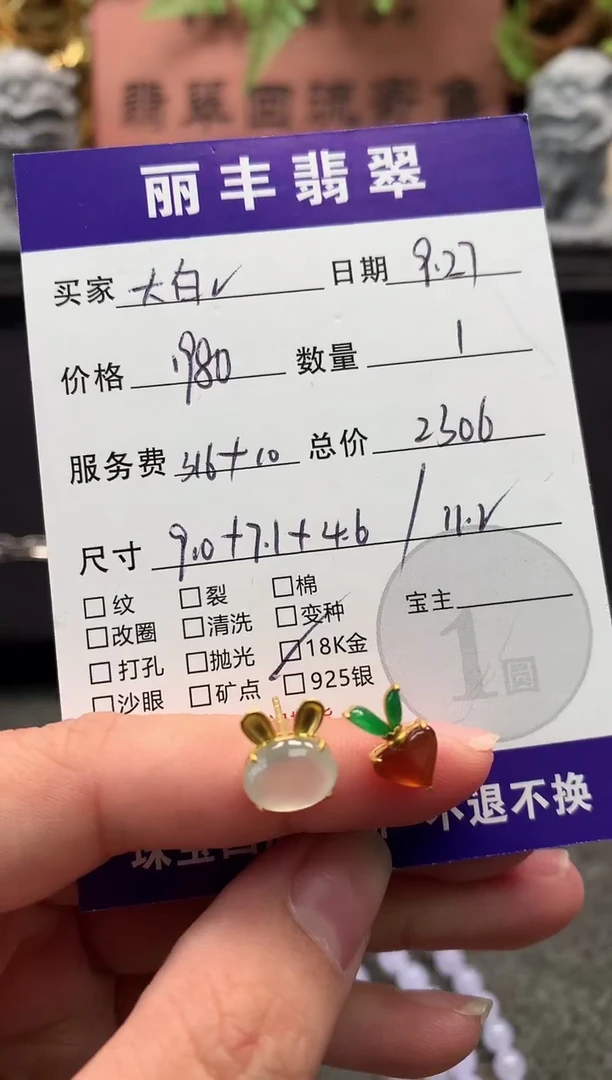 丽丰翡翠
买家 大白✓ 日期 9.27
价格 1980 数量 1
服务费 316+10 总价 2306
尺寸 9.0+7.1+4.6 / 11.2
□纹 □裂 □棉
□改圈 □清洗 □变种 宝主
□打孔 □抛光 □18K金
□沙眼 □矿点 □925银
1圆
不退不换